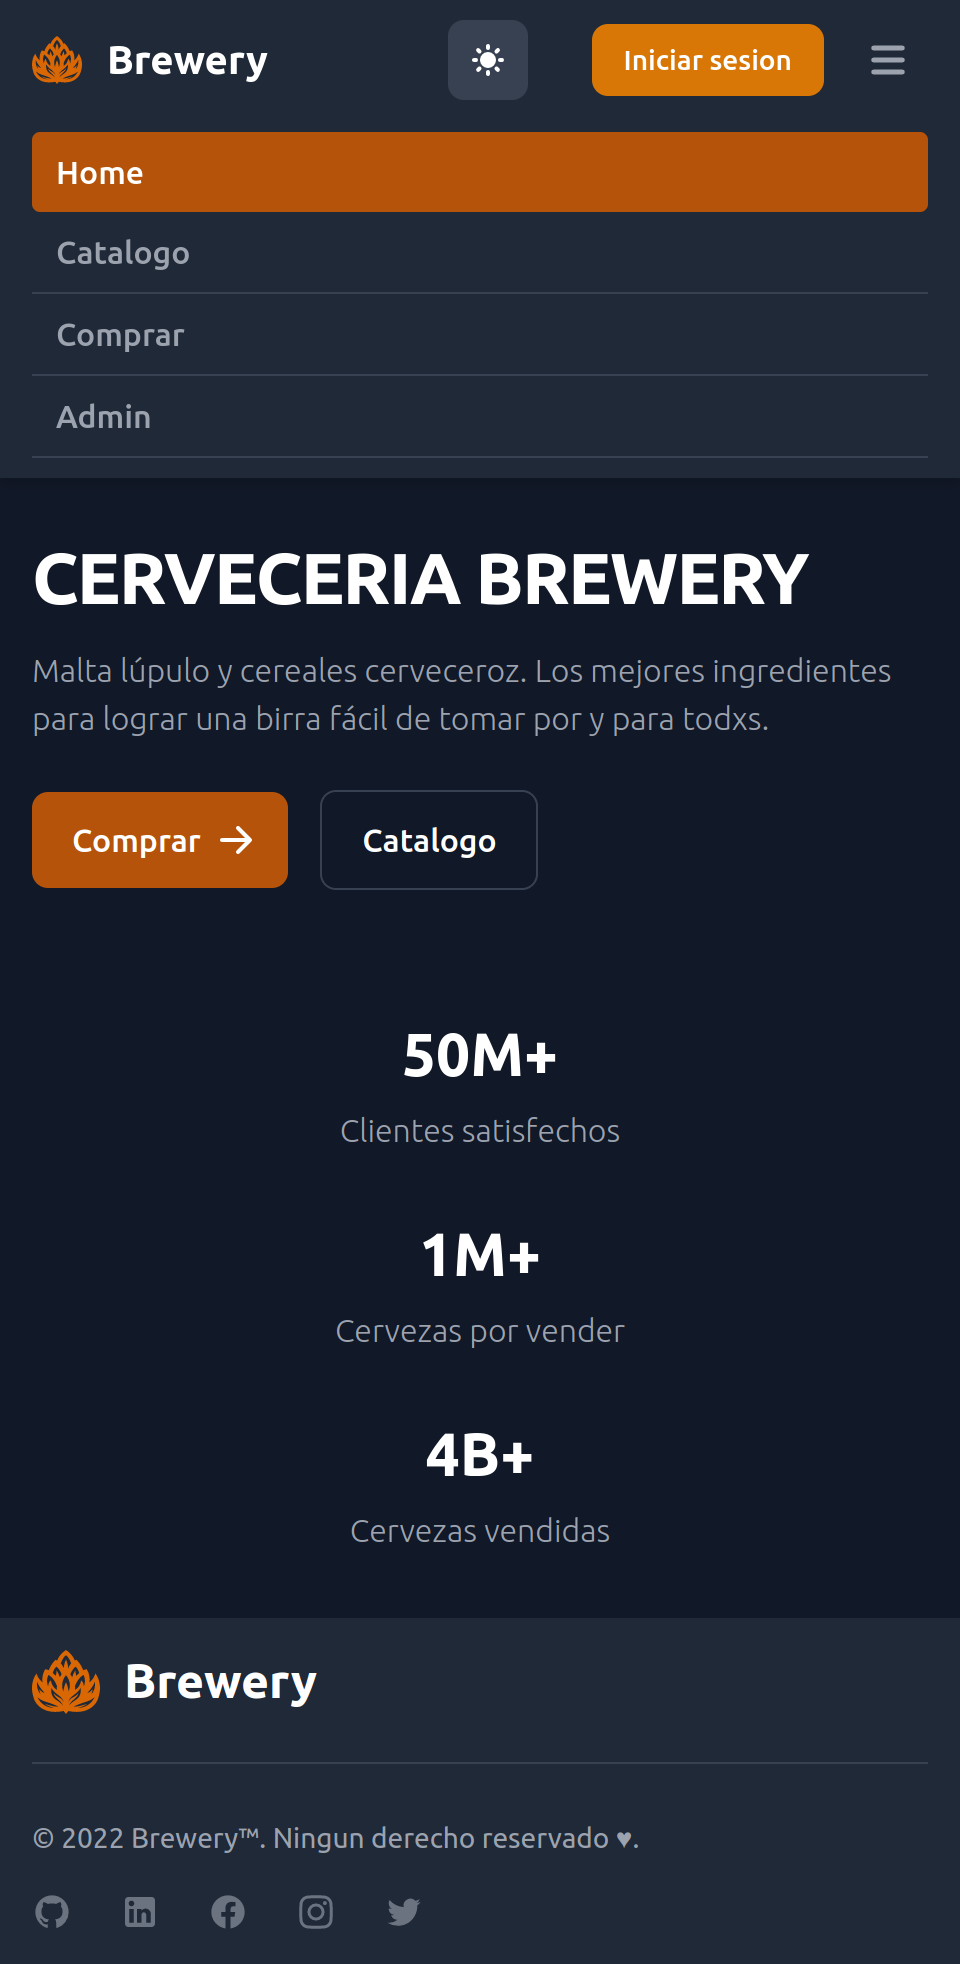 Brewery
Iniciar sesion
Home
Catalogo
Comprar
Admin
CERVECERIA BREWERY
Malta lúpulo y cereales cerveceroz. Los mejores ingredientes
para lograr una birra fácil de tomar por y para todxs.
Comprar
Catalogo
50M+
Clientes satisfechos
1M+
Cervezas por vender
4B+
Cervezas vendidas
Brewery
© 2022 Brewery™. Ningun derecho reservado ♥.